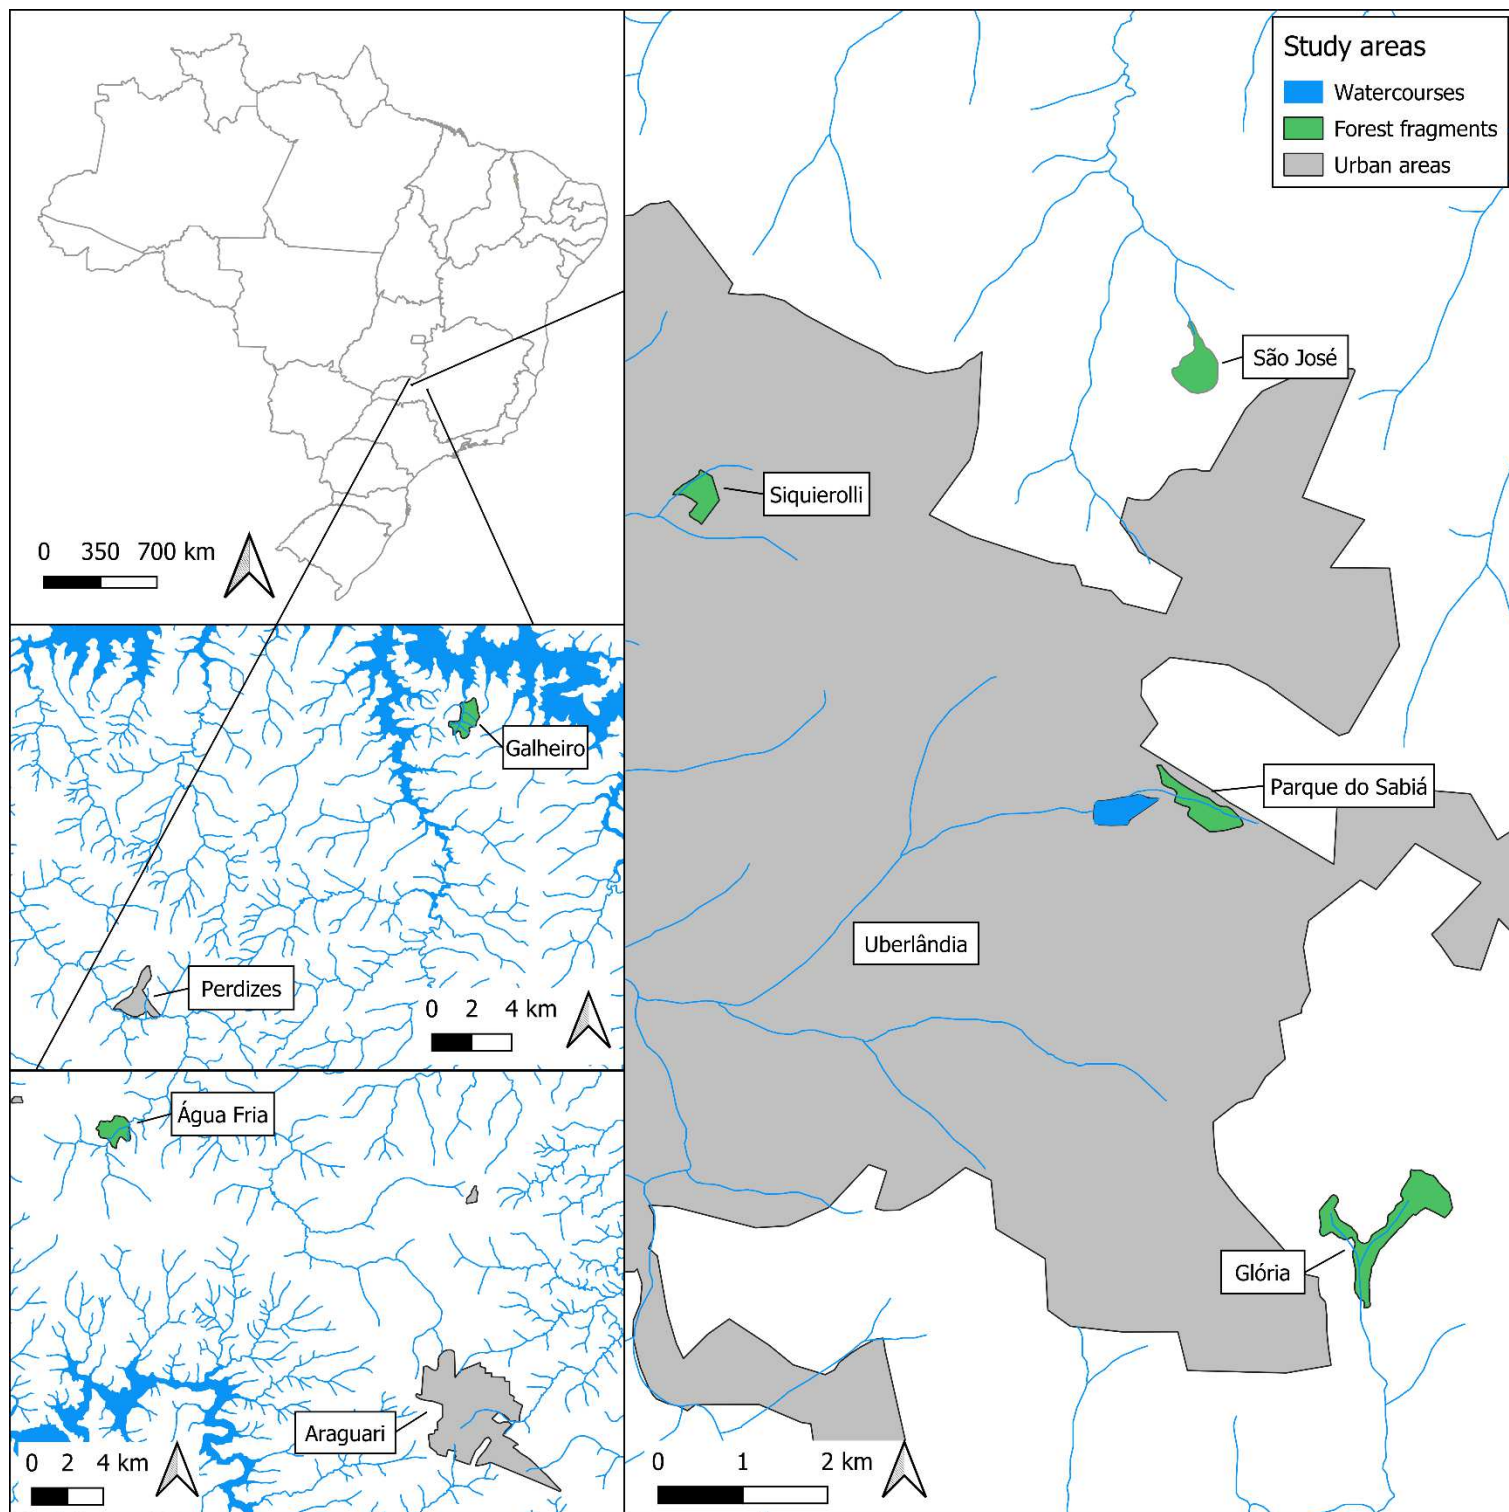 Study areas
Watercourses
Forest fragments
Urban areas
São José
Siquierolli
0 350 700 km
Galheiro
Parque do Sabiá
Uberlândia
Perdizes
0 2 4 km
Água Fria
Glória
Araguari
0 2 4 km
0 1 2 km